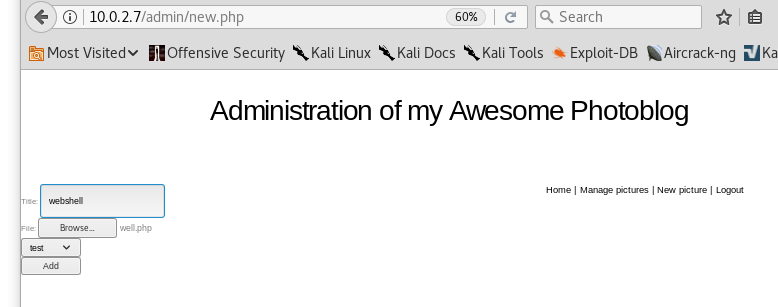 10.0.2.7/admin/new.php 60% Search
Most Visited Offensive Security Kali Linux Kali Docs Kali Tools Exploit-DB Aircrack-ng Ka
Administration of my Awesome Photoblog
Home | Manage pictures | New picture | Logout
Title: webshell
File: Browse... well.php
test
Add